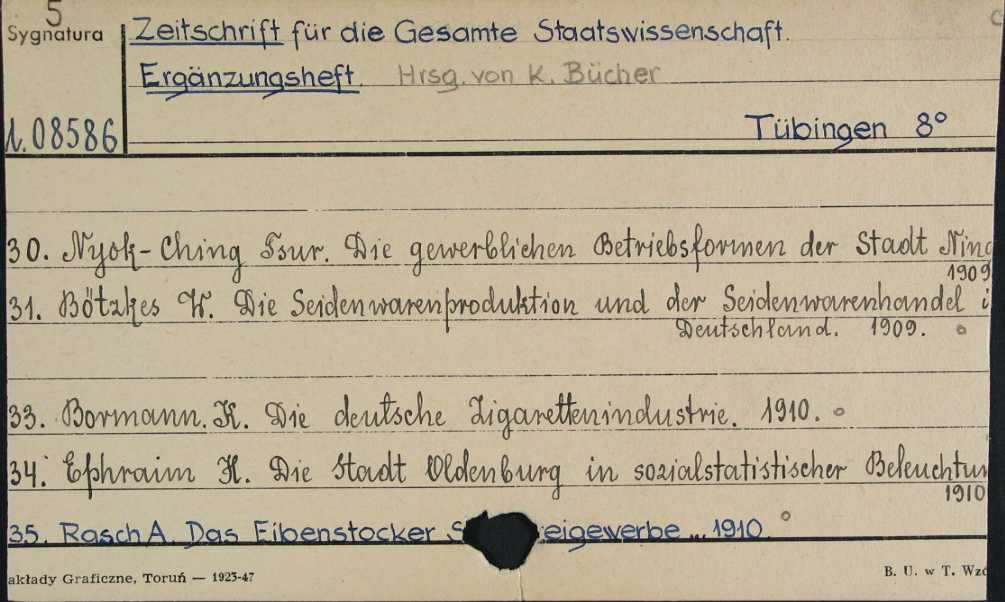 5
Sygnatura
Zeitschrift für die Gesamte Staatswissenschaft.
Ergänzungsheft. Hrsg. von K. Bücher
1.08586
Tübingen 8°
30. Nyok-Ching Tsur. Die gewerblichen Betriebsformen der Stadt Ning
1909
31. Bötzkes W. Die Seidenwarenproduktion und der Seidenwarenhandel i
Deutschland. 1909.
33. Bormann. K. Die deutsche Zigarettenindustrie. 1910.
34. Ephraim H. Die Stadt Oldenburg in sozialstatistischer Beleuchtun
1910
35. Rasch A. Das Eibenstocker S eigewerbe ... 1910
akłady Graficzne, Toruń — 1923-47
B. U. w T. Wzó